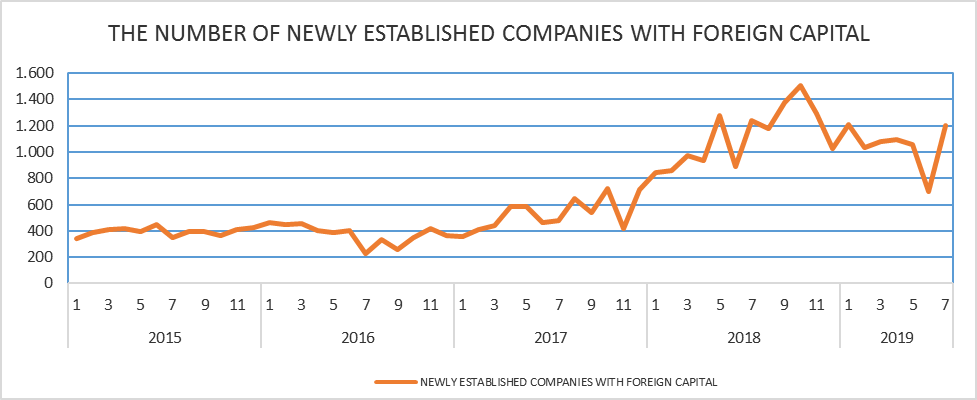 THE NUMBER OF NEWLY ESTABLISHED COMPANIES WITH FOREIGN CAPITAL
1.600
1.400
1.200
1.000
800
600
400
200
0
1 3 5 7 9 11 1 3 5 7 9 11 1 3 5 7 9 11 1 3 5 7 9 11 1 3 5 7
2015 2016 2017 2018 2019
NEWLY ESTABLISHED COMPANIES WITH FOREIGN CAPITAL